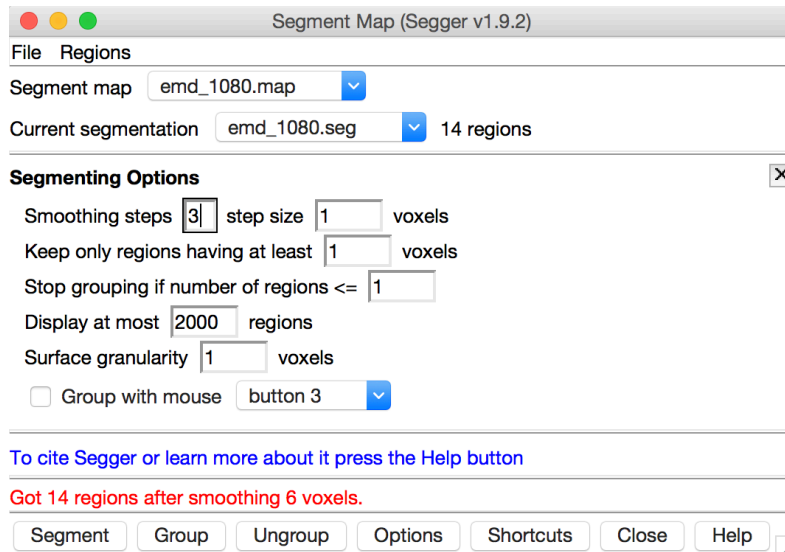 Segment Map (Segger v1.9.2)
File Regions
Segment map emd_1080.map
Current segmentation emd_1080.seg 14 regions
Segmenting Options
Smoothing steps 3 step size 1 voxels
Keep only regions having at least 1 voxels
Stop grouping if number of regions <= 1
Display at most 2000 regions
Surface granularity 1 voxels
Group with mouse button 3
To cite Segger or learn more about it press the Help button
Got 14 regions after smoothing 6 voxels.
Segment Group Ungroup Options Shortcuts Close Help